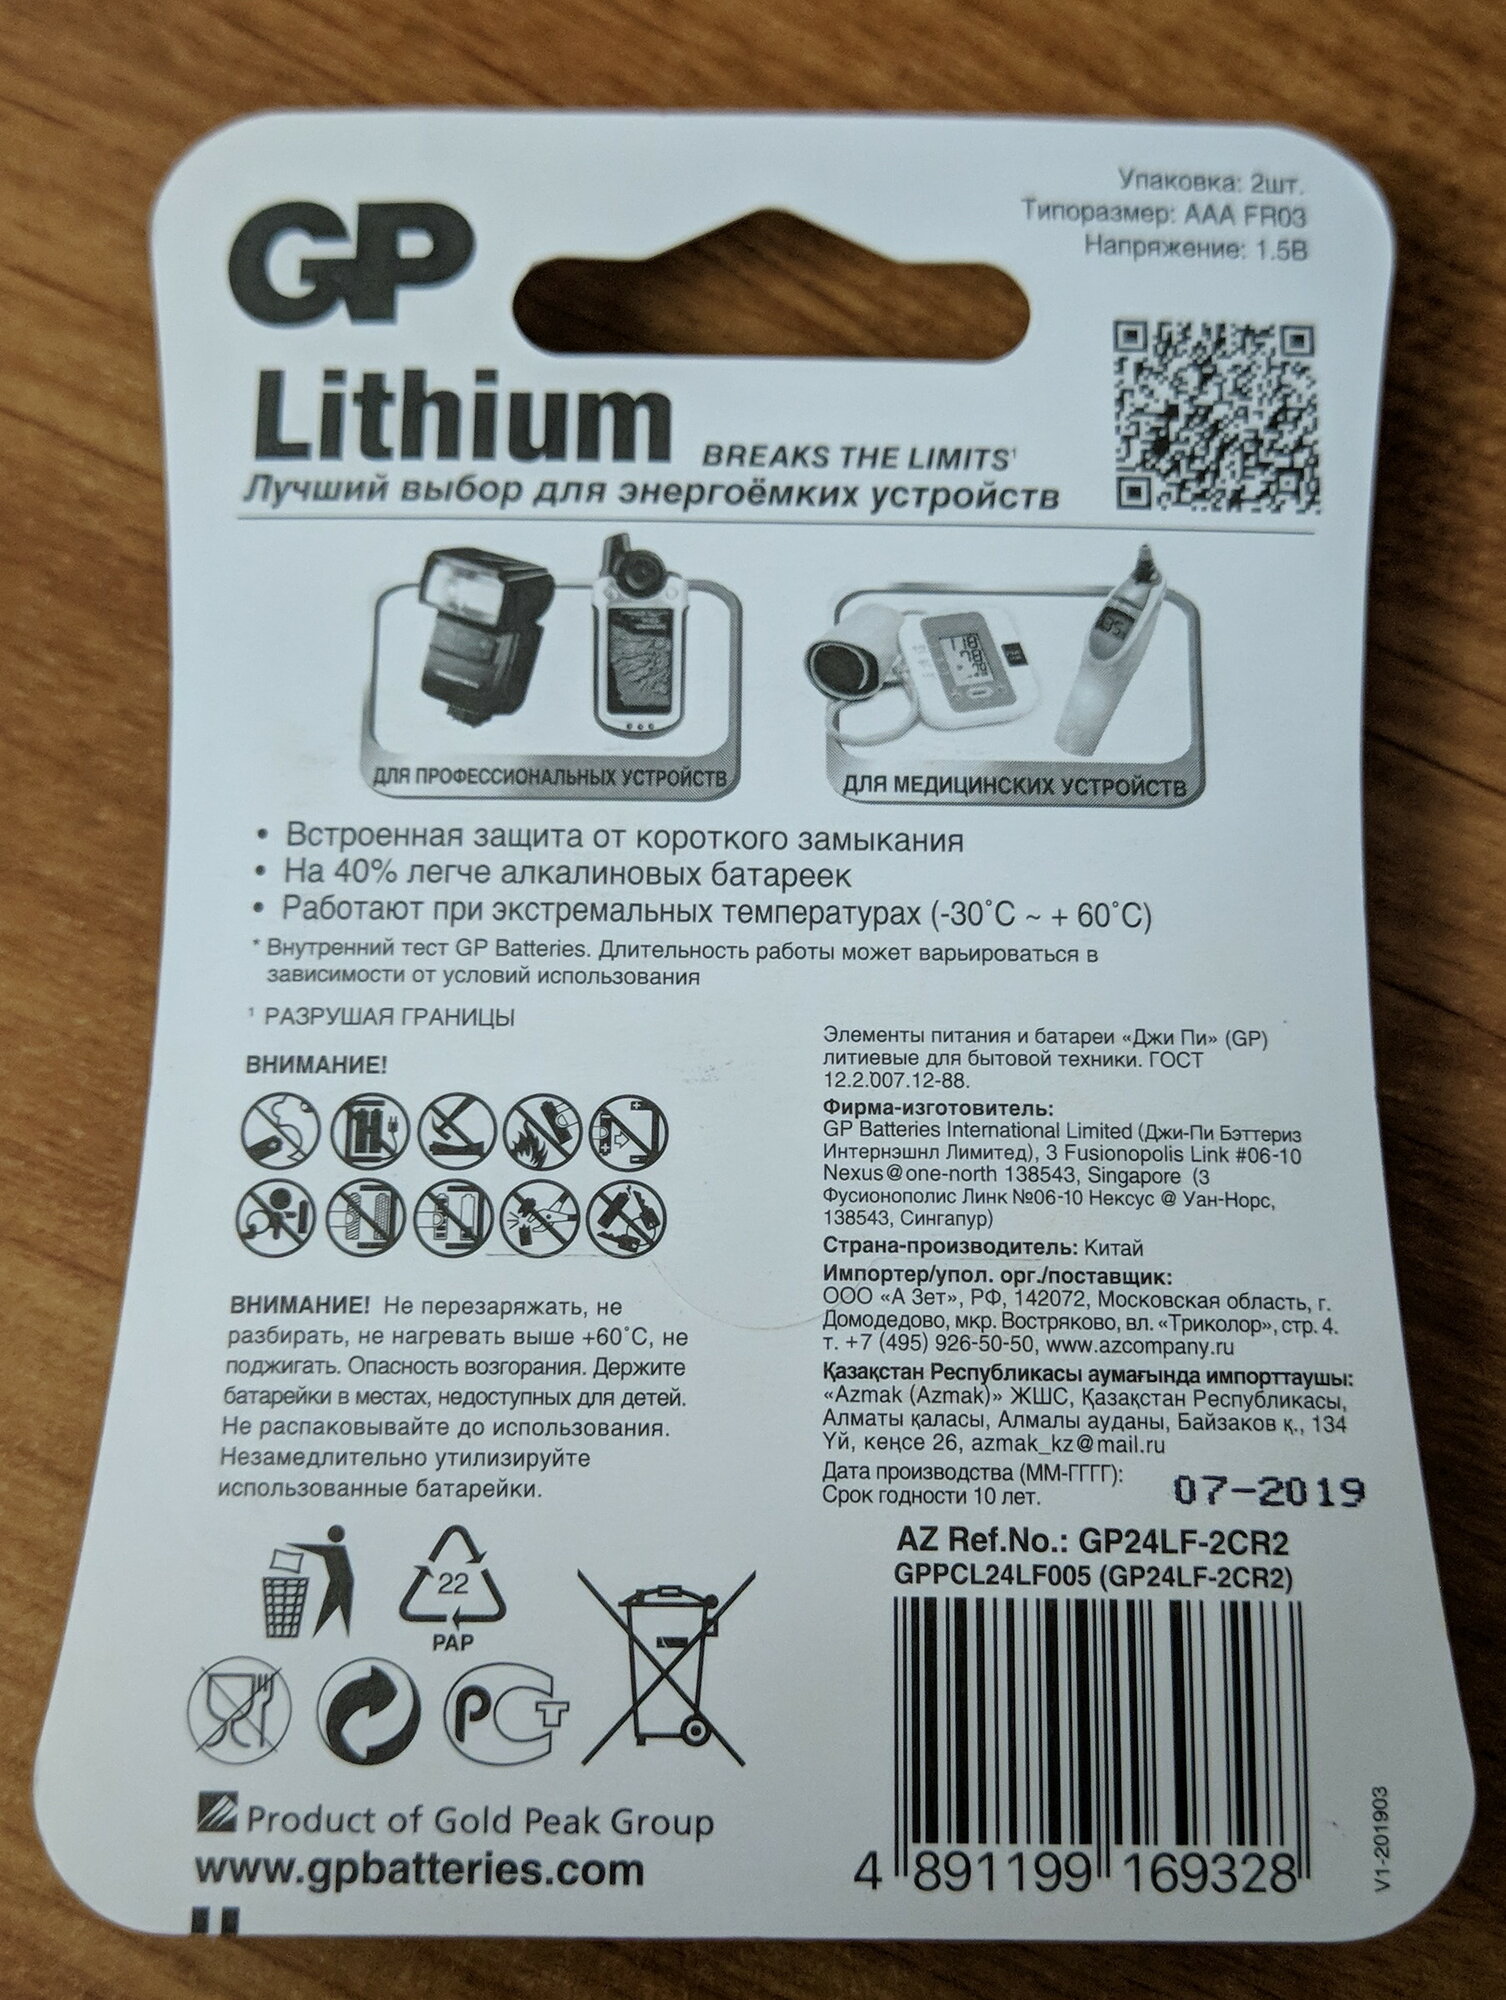 GP
Упаковка: 2шт.
Типоразмер: AAA FR03
Напряжение: 1.5В
Lithium BREAKS THE LIMITS¹
Лучший выбор для энергоёмких устройств
ДЛЯ ПРОФЕССИОНАЛЬНЫХ УСТРОЙСТВ
ДЛЯ МЕДИЦИНСКИХ УСТРОЙСТВ
• Встроенная защита от короткого замыкания
• На 40% легче алкалиновых батареек
• Работают при экстремальных температурах (-30˚C ~ + 60˚C)
* Внутренний тест GP Batteries. Длительность работы может варьироваться в
зависимости от условий использования
¹ РАЗРУШАЯ ГРАНИЦЫ
ВНИМАНИЕ!
ВНИМАНИЕ! Не перезаряжать, не
разбирать, не нагревать выше +60˚C, не
поджигать. Опасность возгорания. Держите
батарейки в местах, недоступных для детей.
Не распаковывайте до использования.
Незамедлительно утилизируйте
использованные батарейки.
Элементы питания и батареи «Джи Пи» (GP)
литиевые для бытовой техники. ГОСТ
12.2.007.12-88.
Фирма-изготовитель:
GP Batteries International Limited (Джи-Пи Бэттериз
Интернэшнл Лимитед), 3 Fusionopolis Link #06-10
Nexus@one-north 138543, Singapore (3
Фусионополис Линк №06-10 Нексус @ Уан-Норс,
138543, Сингапур)
Страна-производитель: Китай
Импортер/упол. орг./поставщик:
ООО «А Зет», РФ, 142072, Московская область, г.
Домодедово, мкр. Востряково, вл. «Триколор», стр. 4.
т. +7 (495) 926-50-50, www.azcompany.ru
Қазақстан Республикасы аумағында импорттаушы:
«Azmak (Azmak)» ЖШС, Қазақстан Республикасы,
Алматы қаласы, Алмалы ауданы, Байзаков қ., 134
Үй, кеңсе 26, azmak_kz@mail.ru
Дата производства (ММ-ГГГГ): 07-2019
Срок годности 10 лет.
AZ Ref.No.: GP24LF-2CR2
GPPCL24LF005 (GP24LF-2CR2)
22
PAP
РСТ
Product of Gold Peak Group
www.gpbatteries.com
4 891199 169328
V1-201903